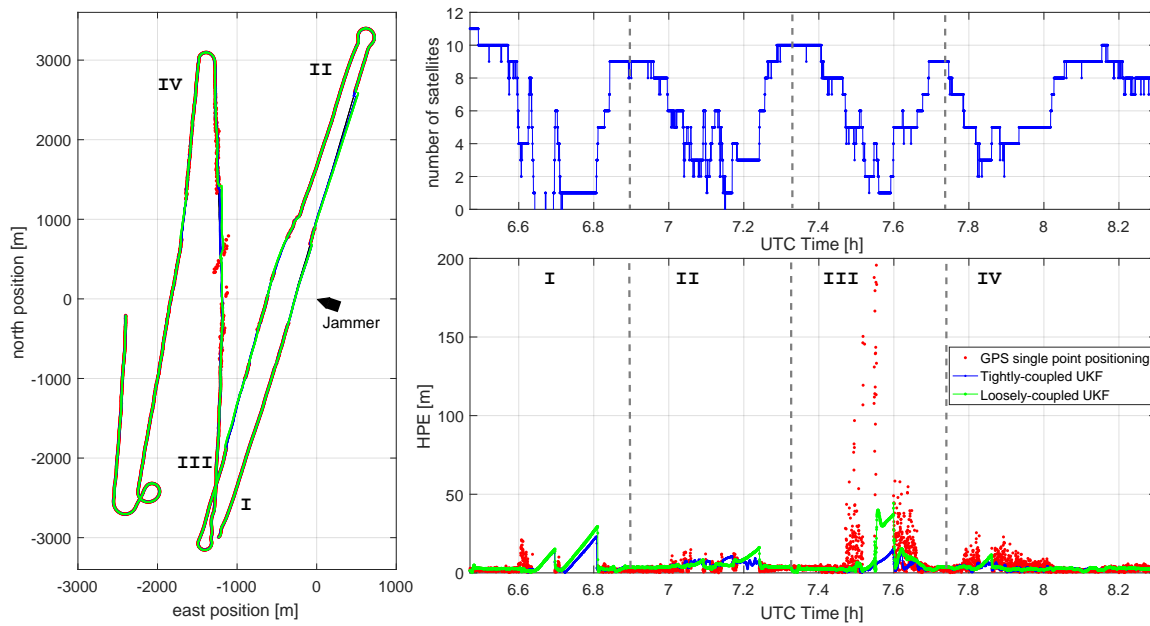 3000
2000
1000
0
-1000
-2000
-3000
north position [m]
-3000
-2000
-1000
0
1000
east position [m]
IV
II
III
I
Jammer
12
10
8
6
4
2
0
number of satellites
6.6
6.8
7
7.2
7.4
7.6
7.8
8
8.2
UTC Time [h]
200
150
100
50
0
HPE [m]
I
II
III
IV
GPS single point positioning
Tightly-coupled UKF
Loosely-coupled UKF
6.6
6.8
7
7.2
7.4
7.6
7.8
8
8.2
UTC Time [h]